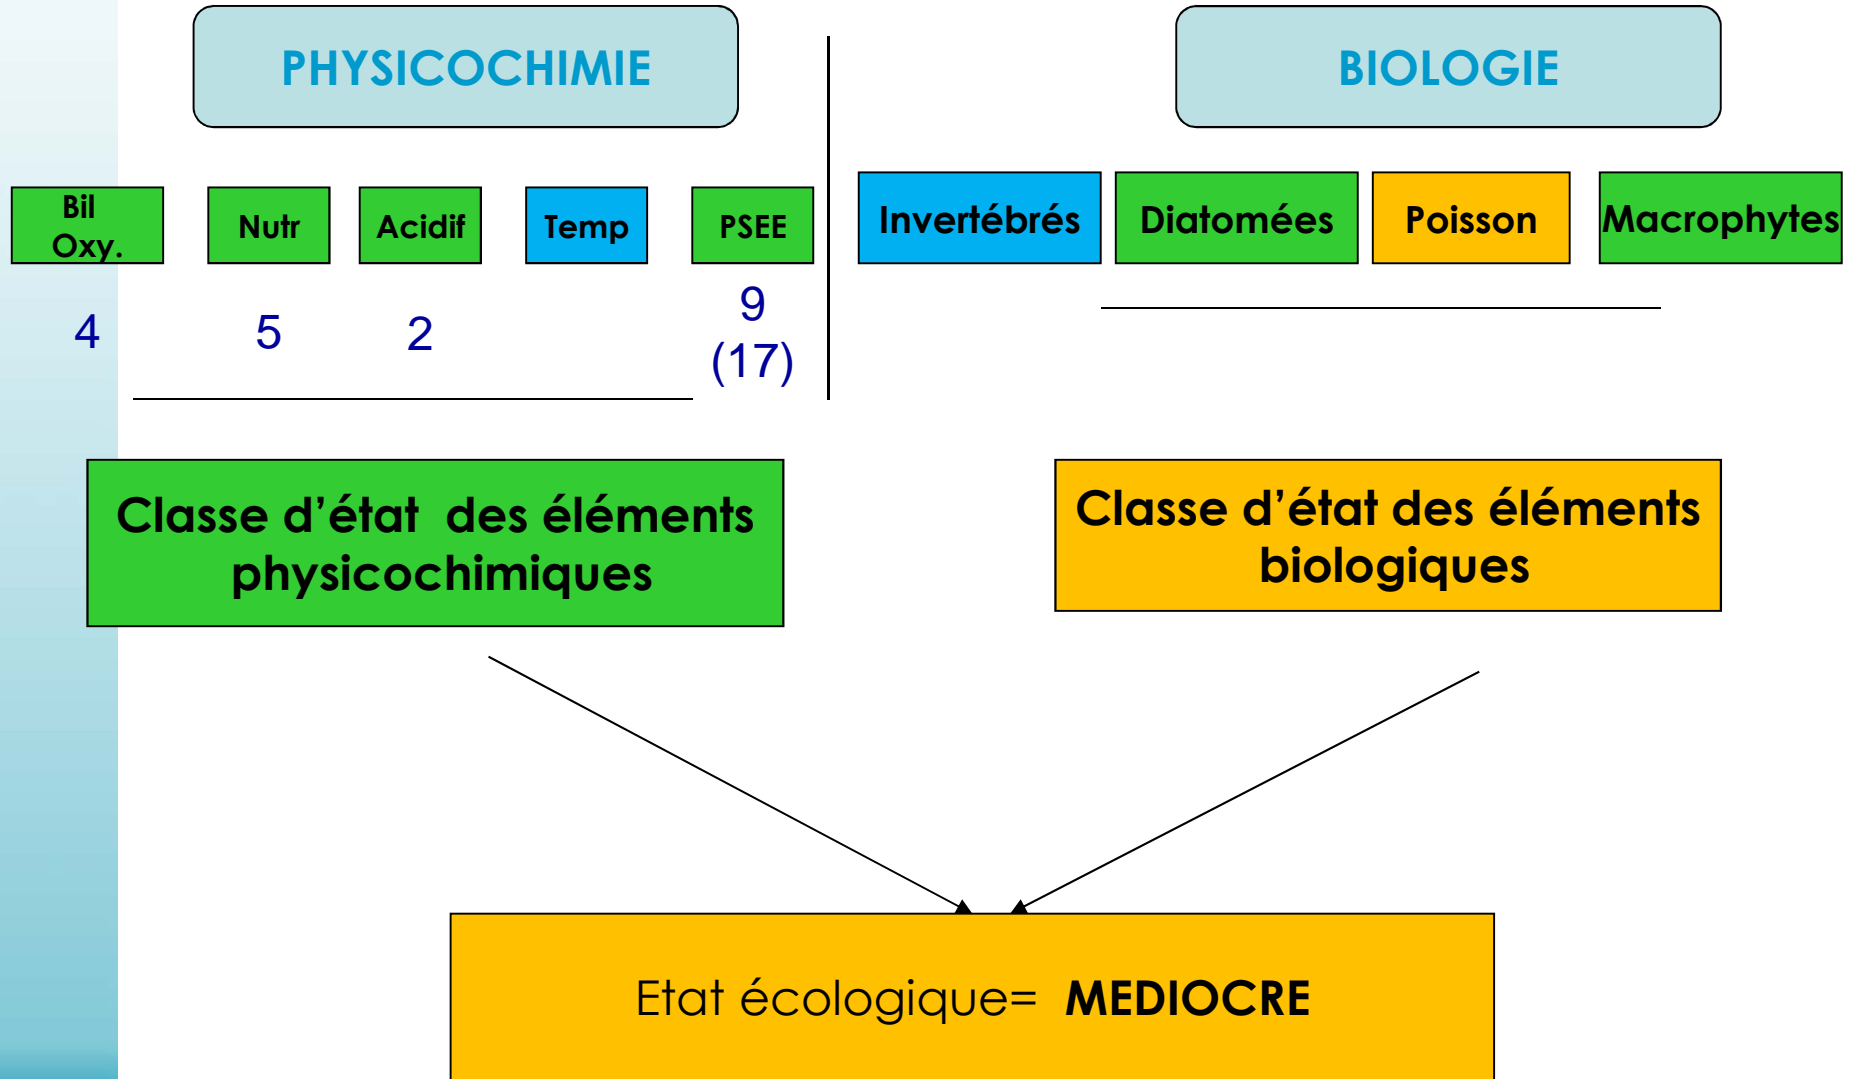 PHYSICOCHIMIE
BIOLOGIE
Bil
Oxy.
Nutr
Acidif
Temp
PSEE
Invertébrés
Diatomées
Poisson
Macrophytes
4
5
2
9
(17)
Classe d’état des éléments
physicochimiques
Classe d’état des éléments
biologiques
Etat écologique= MEDIOCRE